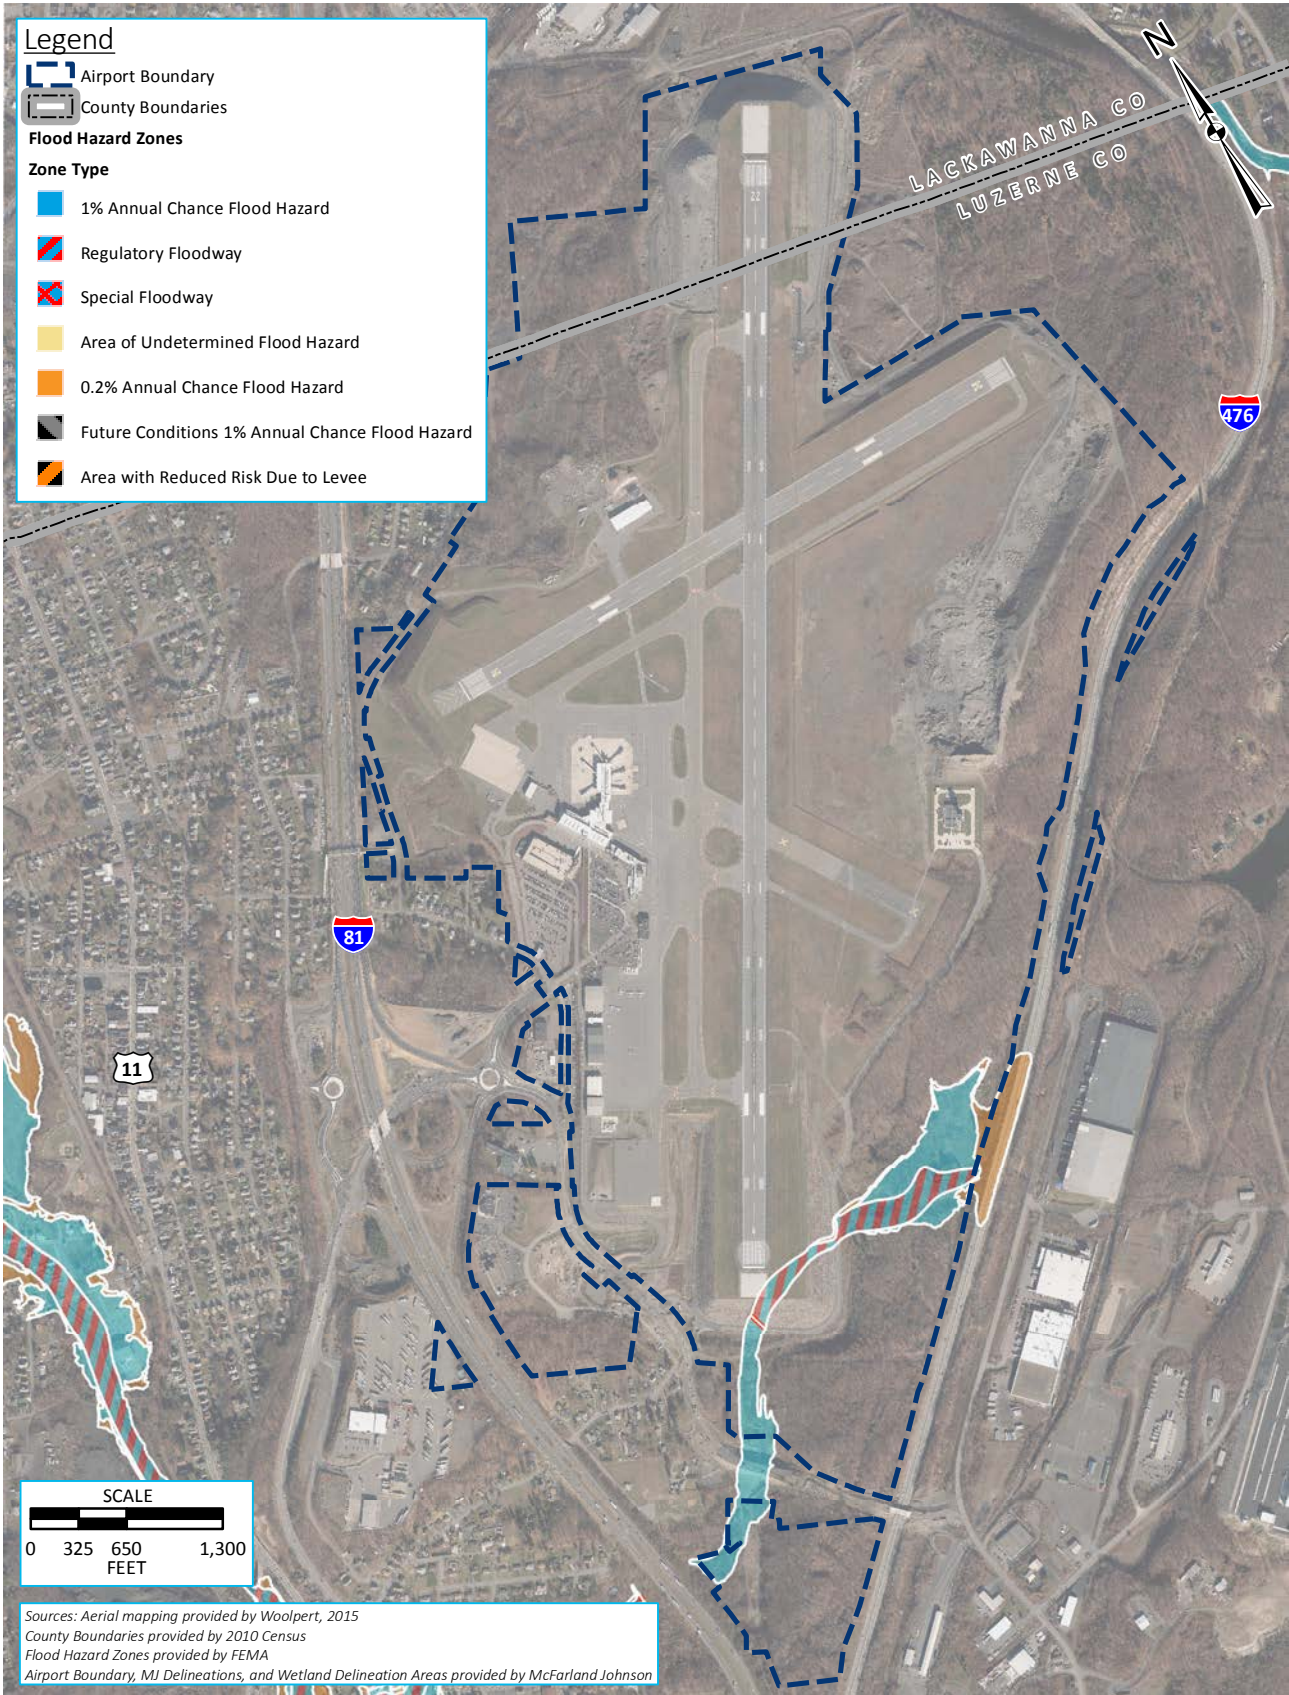 Legend
Airport Boundary
County Boundaries
Flood Hazard Zones
Zone Type
1% Annual Chance Flood Hazard
Regulatory Floodway
Special Floodway
Area of Undetermined Flood Hazard
0.2% Annual Chance Flood Hazard
Future Conditions 1% Annual Chance Flood Hazard
Area with Reduced Risk Due to Levee
N
LACKAWANNA CO
LUZERNE CO
22
476
81
11
SCALE
0 325 650 1,300
FEET
Sources: Aerial mapping provided by Woolpert, 2015
County Boundaries provided by 2010 Census
Flood Hazard Zones provided by FEMA
Airport Boundary, MJ Delineations, and Wetland Delineation Areas provided by McFarland Johnson